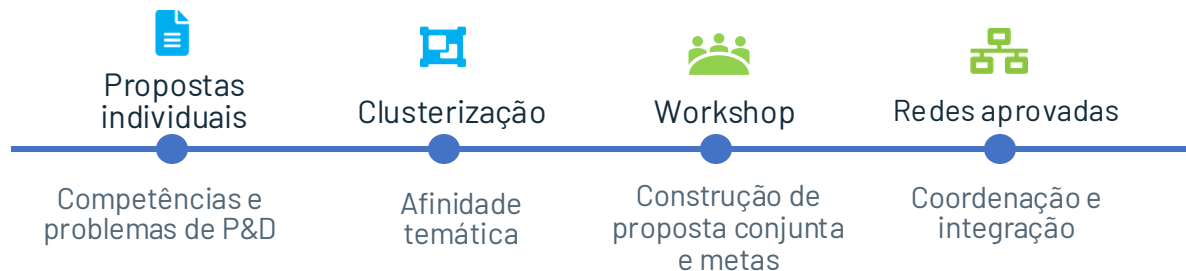 Propostas
individuais
Clusterização
Workshop
Redes aprovadas
Competências e
problemas de P&D
Afinidade
temática
Construção de
proposta conjunta
e metas
Coordenação e
integração